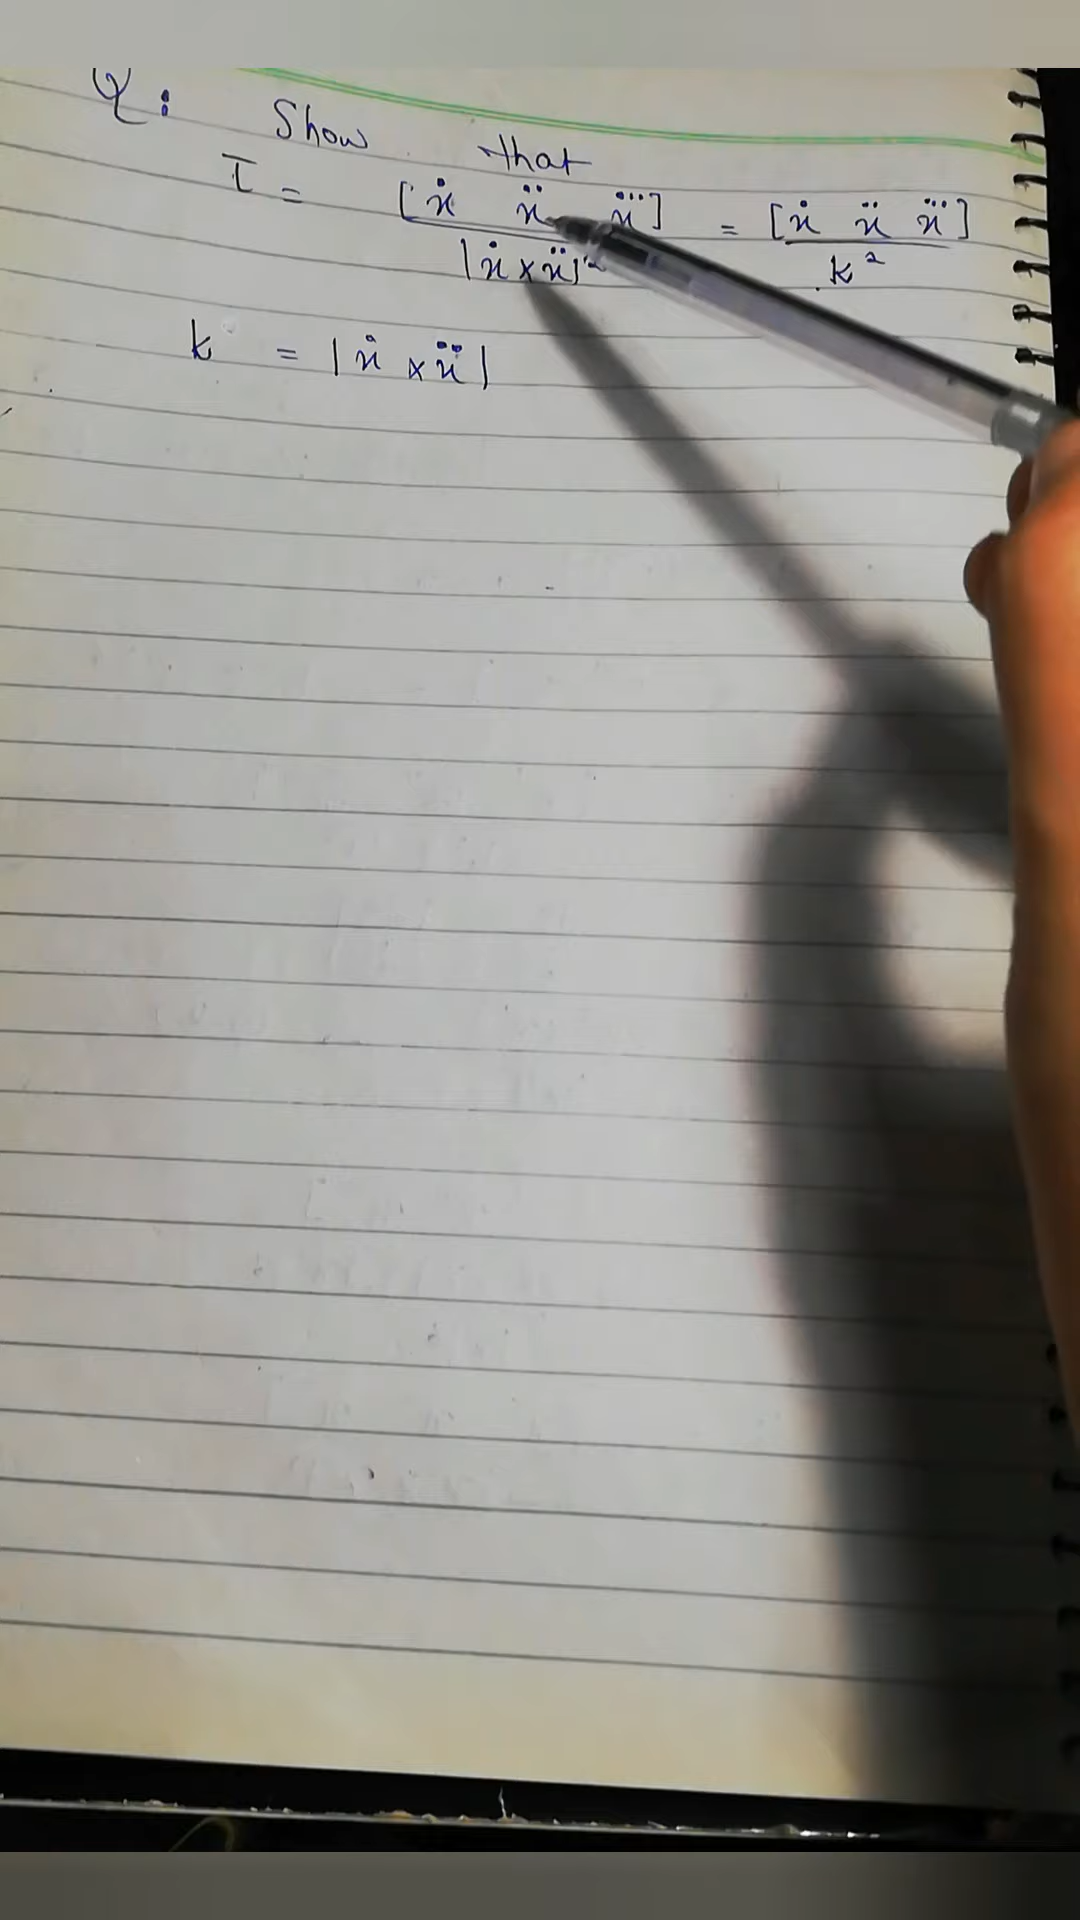 Q: Show that
τ = [ẋ ẍ x⃛] / |ẋ × ẍ|² = [ẋ ẍ x⃛] / k²
k = |ẋ × ẍ|